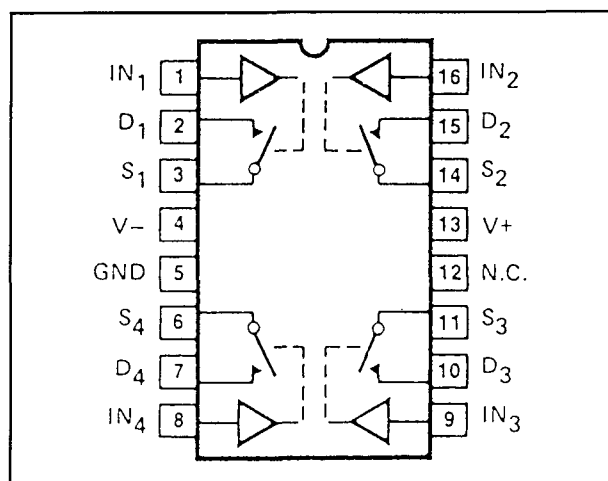 IN1 1 16 IN2
D1 2 15 D2
S1 3 14 S2
V- 4 13 V+
GND 5 12 N.C.
S4 6 11 S3
D4 7 10 D3
IN4 8 9 IN3